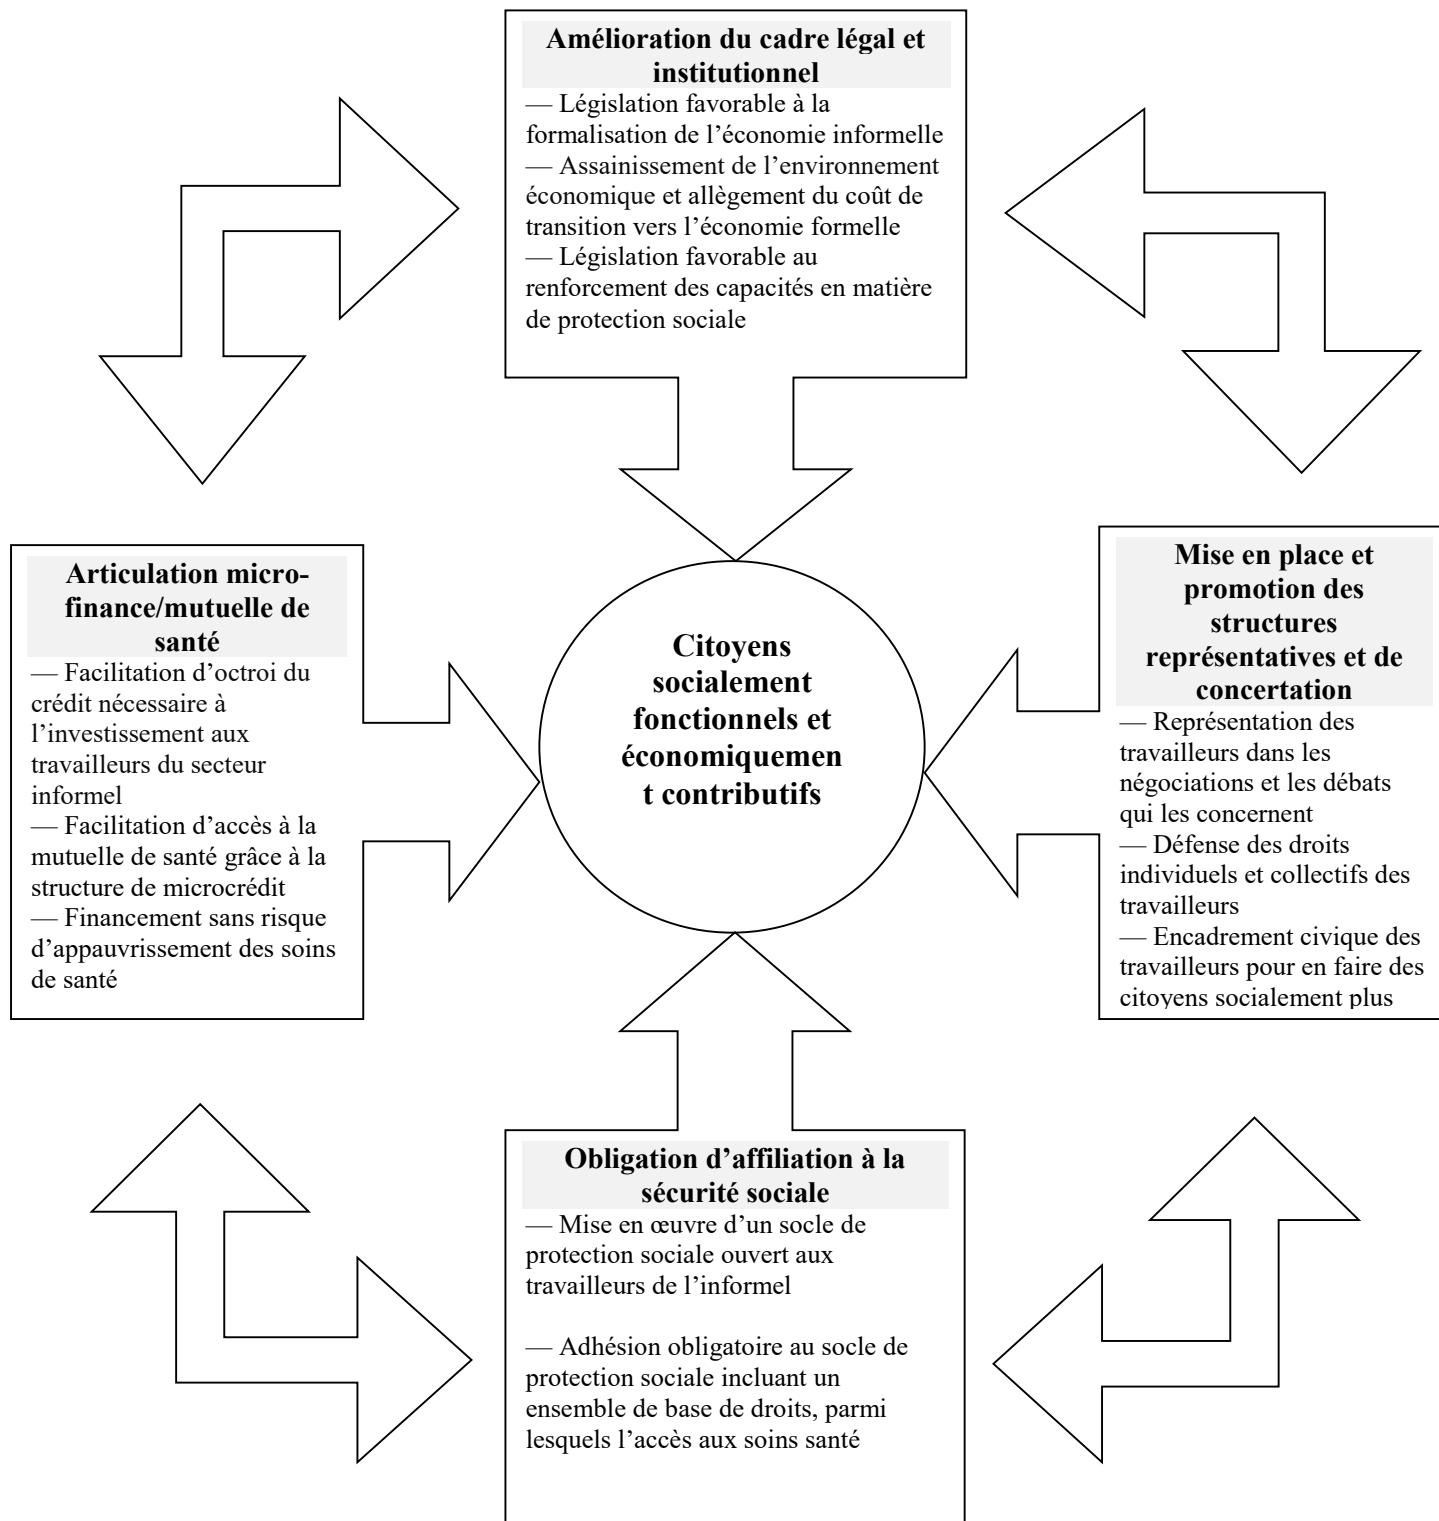 Amélioration du cadre légal et
institutionnel
— Législation favorable à la
formalisation de l’économie informelle
— Assainissement de l’environnement
économique et allègement du coût de
transition vers l’économie formelle
— Législation favorable au
renforcement des capacités en matière
de protection sociale
Articulation micro-
finance/mutuelle de
santé
— Facilitation d’octroi du
crédit nécessaire à
l’investissement aux
travailleurs du secteur
informel
— Facilitation d’accès à la
mutuelle de santé grâce à la
structure de microcrédit
— Financement sans risque
d’appauvrissement des soins
de santé
Citoyens
socialement
fonctionnels et
économiquemen
t contributifs
Mise en place et
promotion des
structures
représentatives et de
concertation
— Représentation des
travailleurs dans les
négociations et les débats
qui les concernent
— Défense des droits
individuels et collectifs des
travailleurs
— Encadrement civique des
travailleurs pour en faire des
citoyens socialement plus
Obligation d’affiliation à la
sécurité sociale
— Mise en œuvre d’un socle de
protection sociale ouvert aux
travailleurs de l’informel
— Adhésion obligatoire au socle de
protection sociale incluant un
ensemble de base de droits, parmi
lesquels l’accès aux soins santé